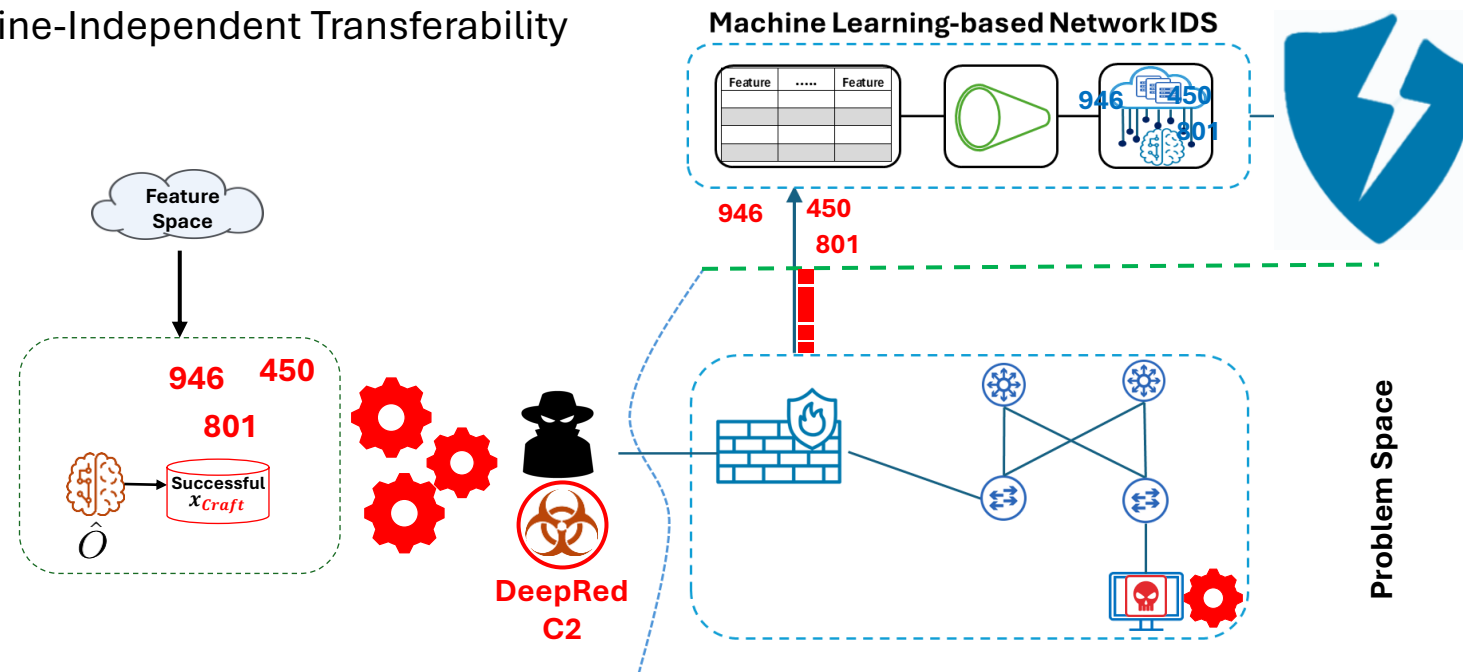 ine-Independent Transferability
Machine Learning-based Network IDS
Feature ..... Feature
946 450
801
946 450
801
Feature
Space
946 450
801
Successful
x_Craft
Ô
DeepRed
C2
Problem Space